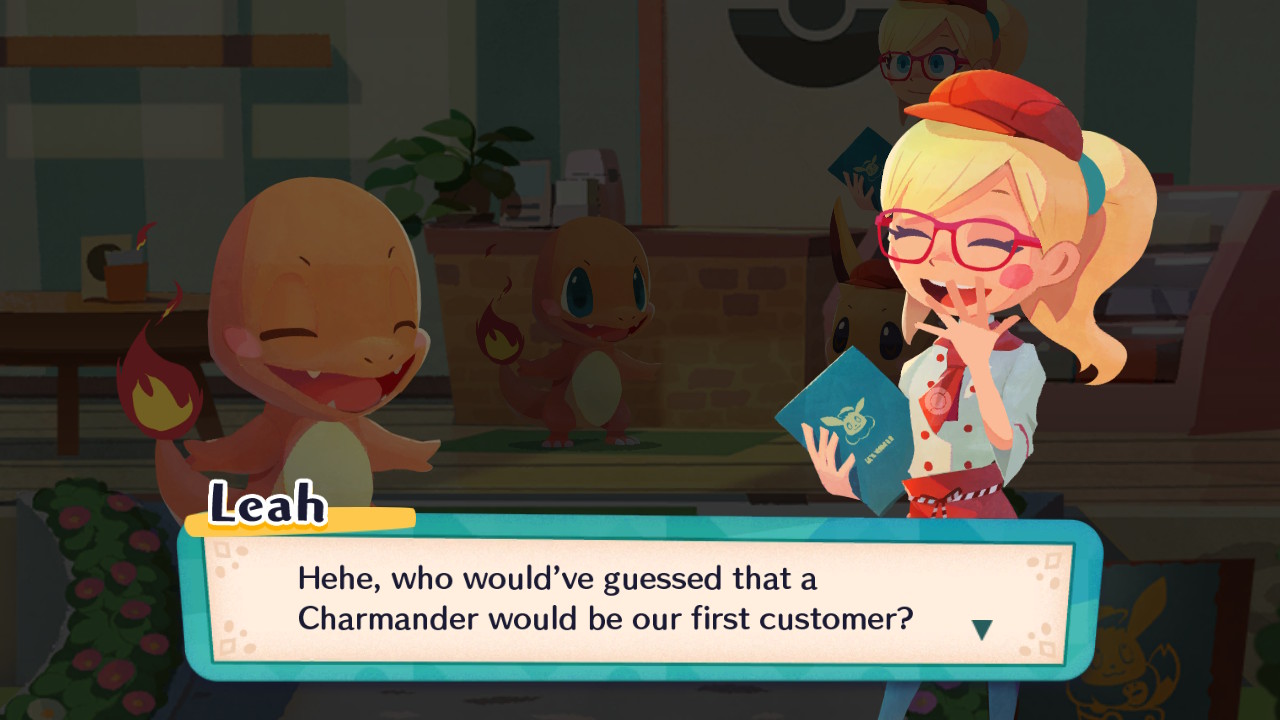 Leah
Hehe, who would've guessed that a
Charmander would be our first customer?